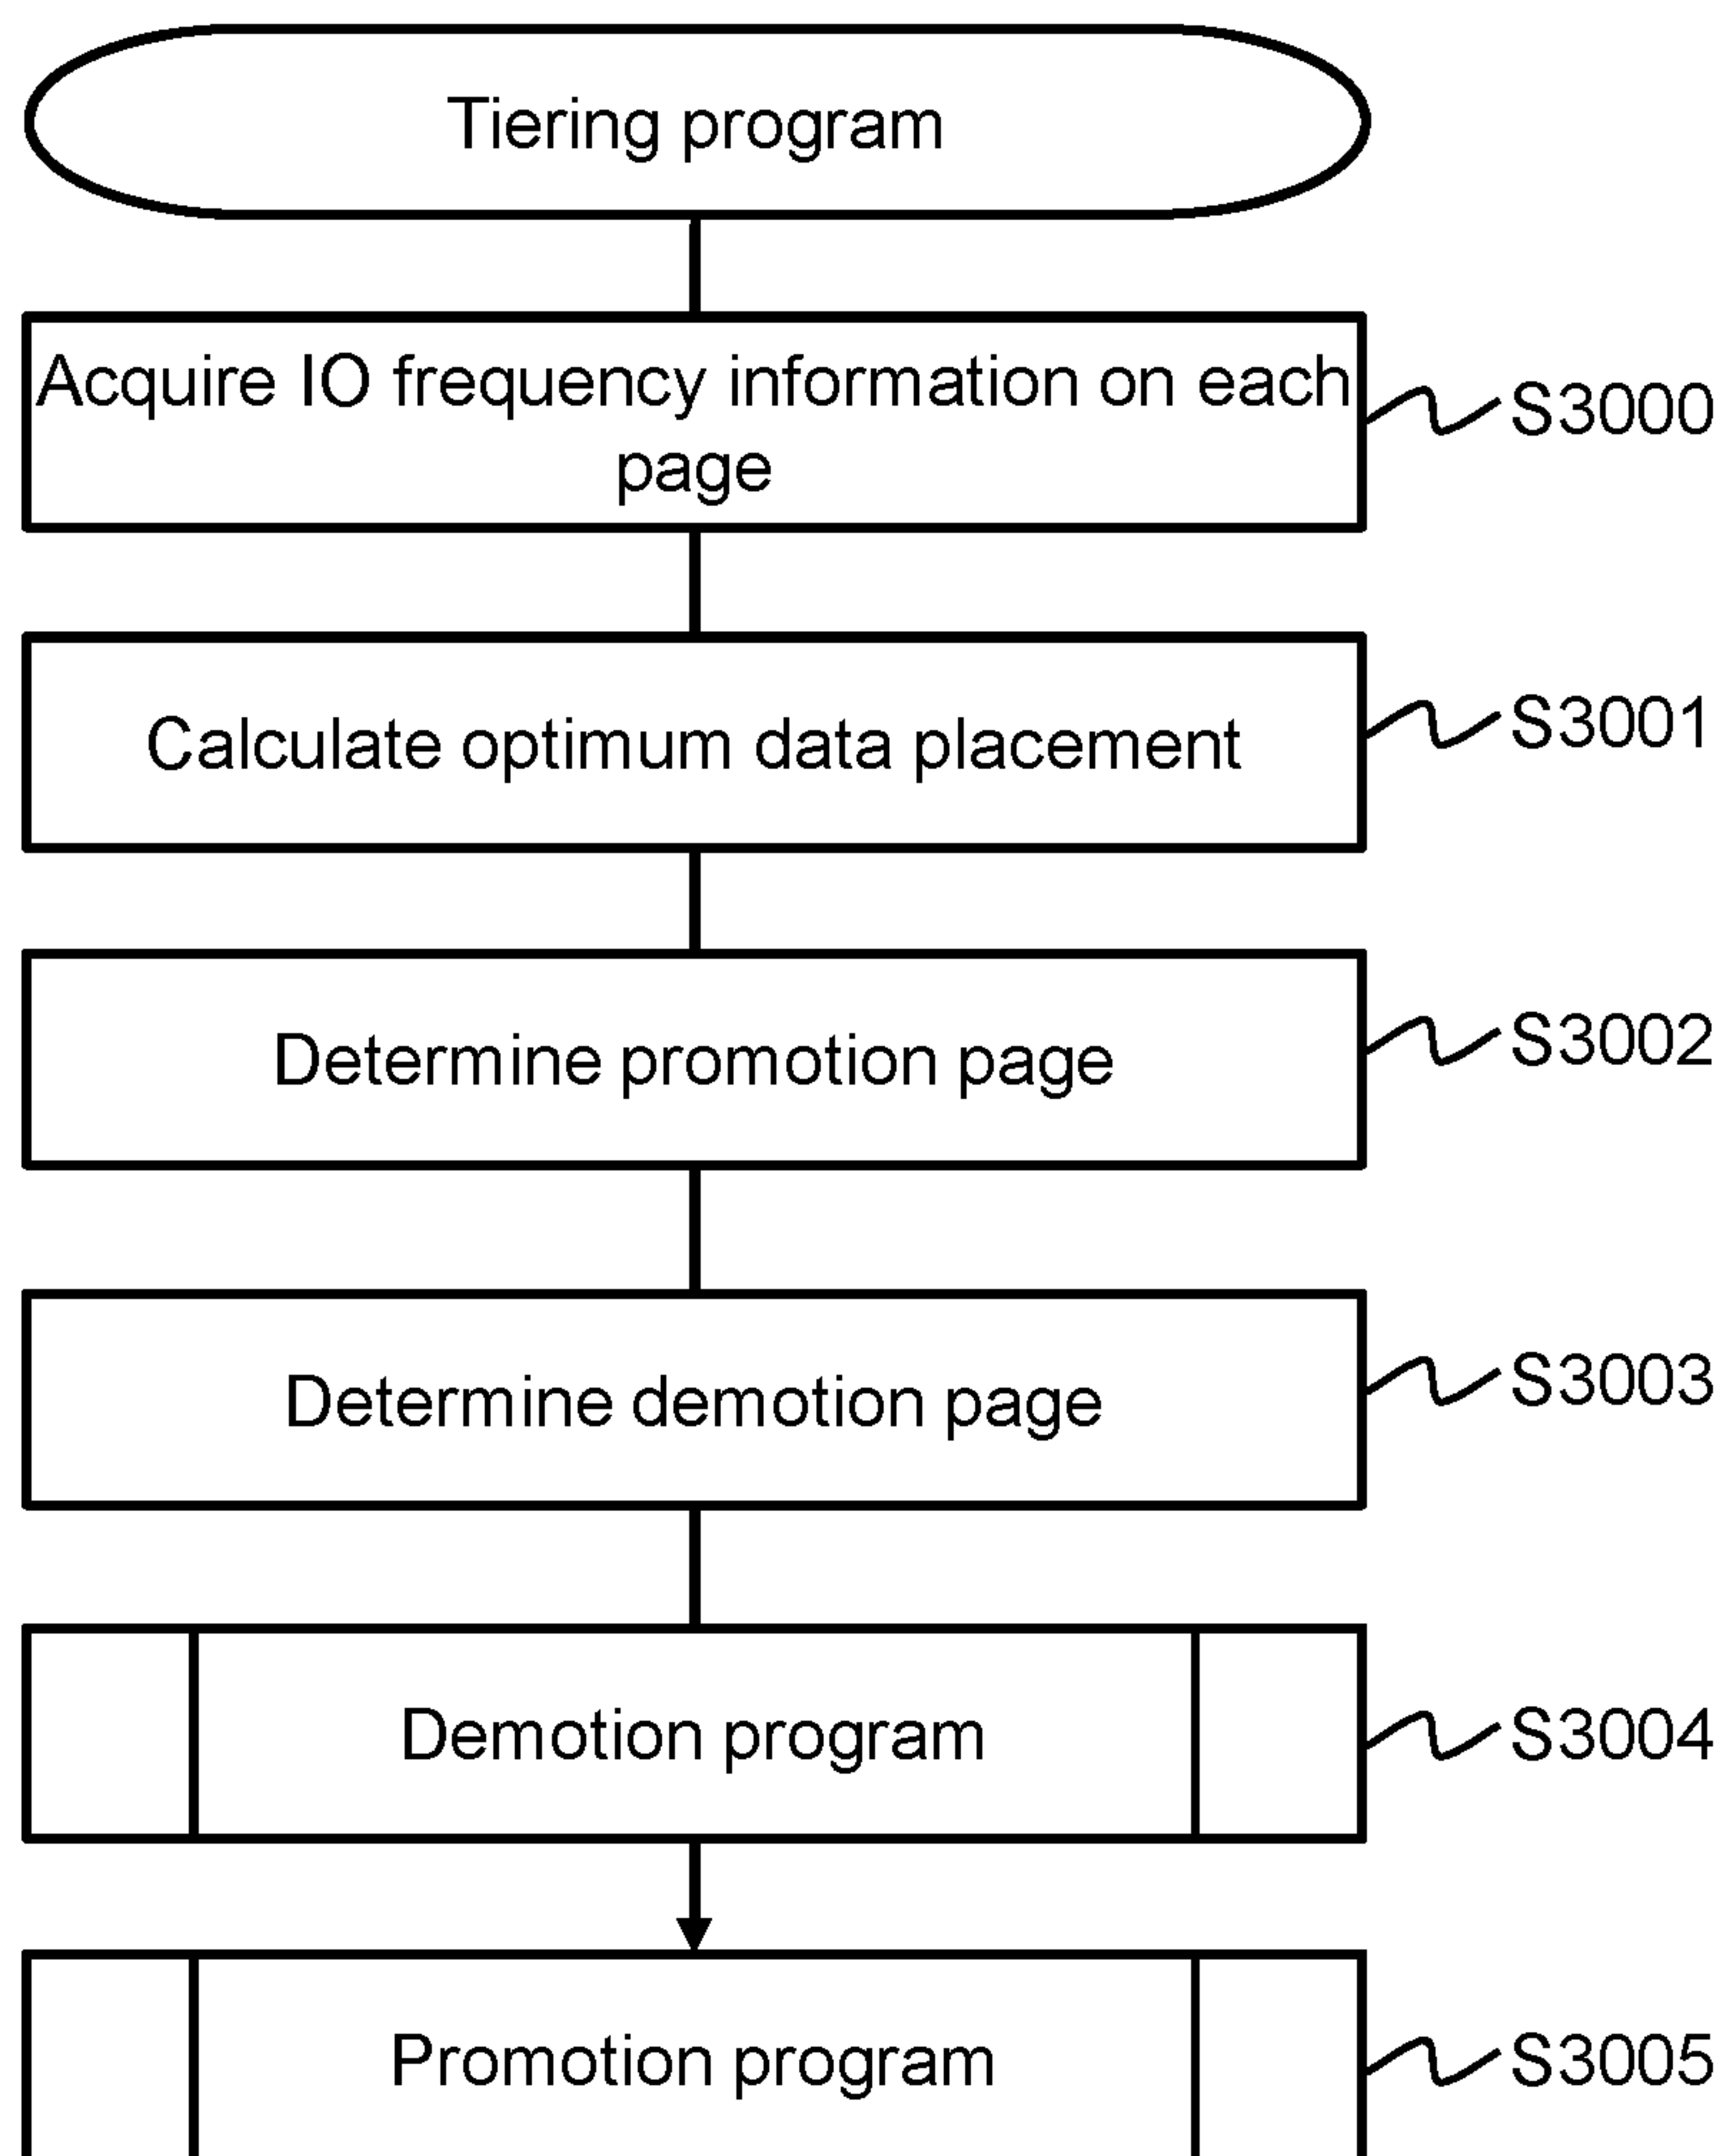 Tiering program
Acquire IO frequency information on each
page
S3000
Calculate optimum data placement
S3001
Determine promotion page
S3002
Determine demotion page
S3003
Demotion program
S3004
Promotion program
S3005